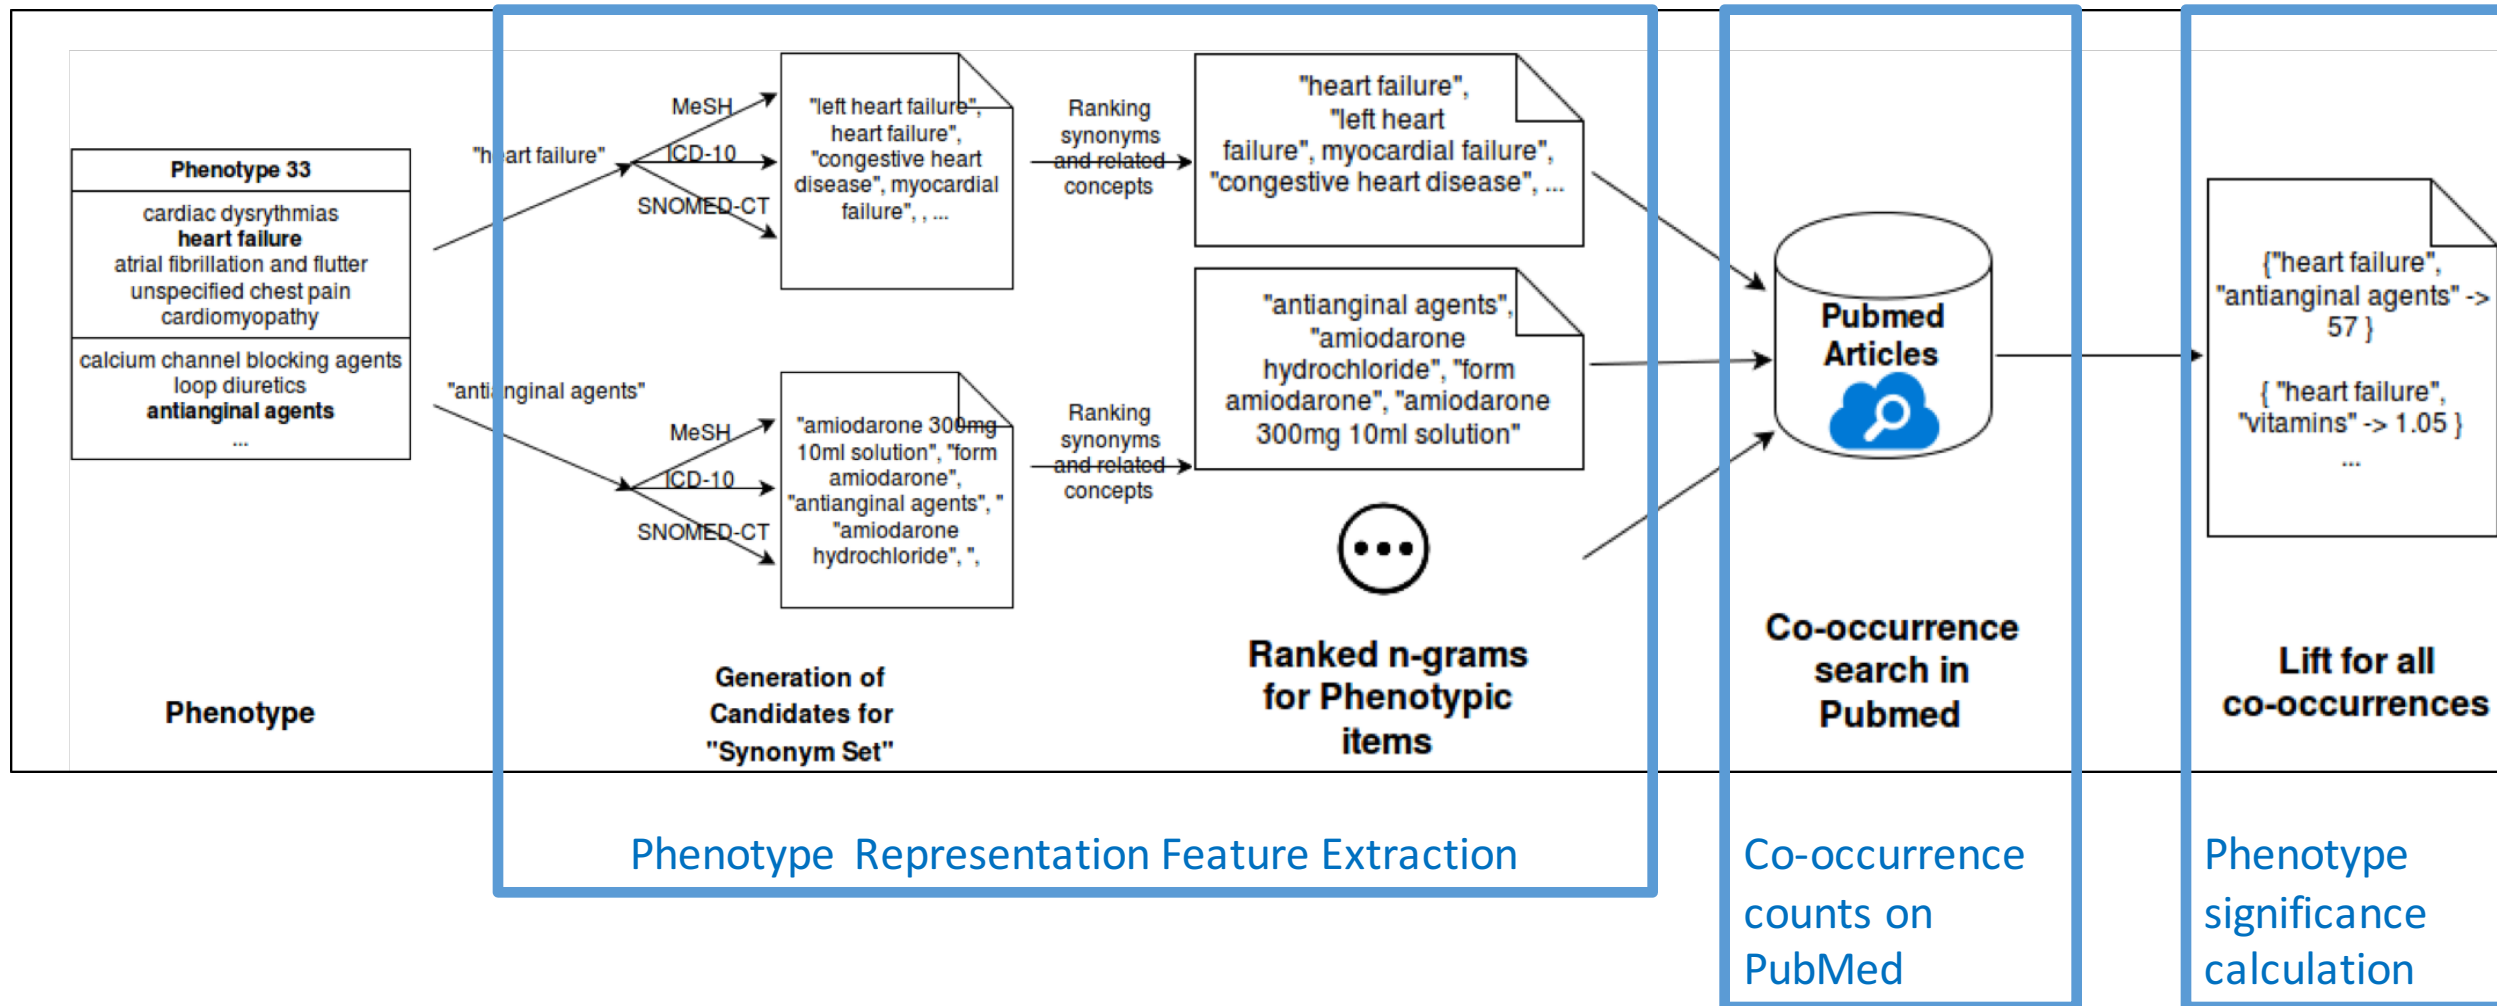 Phenotype 33
cardiac dysrythmias
heart failure
atrial fibrillation and flutter
unspecified chest pain
cardiomyopathy
calcium channel blocking agents
loop diuretics
antianginal agents
...
Phenotype
"heart failure"
MeSH
ICD-10
SNOMED-CT
"left heart failure",
heart failure",
"congestive heart
disease", myocardial
failure", , ...
Ranking
synonyms
and related
concepts
"heart failure",
"left heart
failure", myocardial failure",
"congestive heart disease", ...
"antianginal agents"
MeSH
ICD-10
SNOMED-CT
"amiodarone 300mg
10ml solution", "form
amiodarone",
"antianginal agents", "
"amiodarone
hydrochloride", ",
Ranking
synonyms
and related
concepts
"antianginal agents",
"amiodarone
hydrochloride", "form
amiodarone", "amiodarone
300mg 10ml solution"
Generation of
Candidates for
"Synonym Set"
Ranked n-grams
for Phenotypic
items
Pubmed
Articles
Co-occurrence
search in
Pubmed
{"heart failure",
"antianginal agents" ->
57 }
{ "heart failure",
"vitamins" -> 1.05 }
...
Lift for all
co-occurrences
Phenotype Representation Feature Extraction
Co-occurrence
counts on
PubMed
Phenotype
significance
calculation